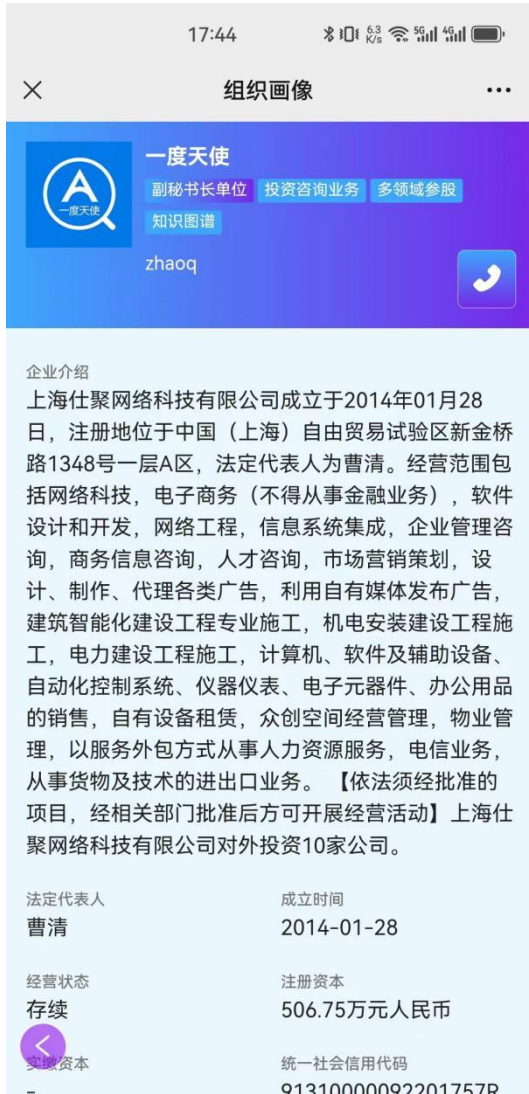 17:44 6.3 K/s 5G 4G
组织画像
一度天使
副秘书长单位 投资咨询业务 多领域参股
知识图谱
zhaoq
A
一度天使
企业介绍
上海仕聚网络科技有限公司成立于2014年01月28
日，注册地位于中国（上海）自由贸易试验区新金桥
路1348号一层A区，法定代表人为曹清。经营范围包
括网络科技，电子商务（不得从事金融业务），软件
设计和开发，网络工程，信息系统集成，企业管理咨
询，商务信息咨询，人才咨询，市场营销策划，设
计、制作、代理各类广告，利用自有媒体发布广告，
建筑智能化建设工程专业施工，机电安装建设工程施
工，电力建设工程施工，计算机、软件及辅助设备、
自动化控制系统、仪器仪表、电子元器件、办公用品
的销售，自有设备租赁，众创空间经营管理，物业管
理，以服务外包方式从事人力资源服务，电信业务，
从事货物及技术的进出口业务。 【依法须经批准的
项目，经相关部门批准后方可开展经营活动】上海仕
聚网络科技有限公司对外投资10家公司。
法定代表人 成立时间
曹清 2014-01-28
经营状态 注册资本
存续 506.75万元人民币
实缴资本 统一社会信用代码
- 91310000092201757R